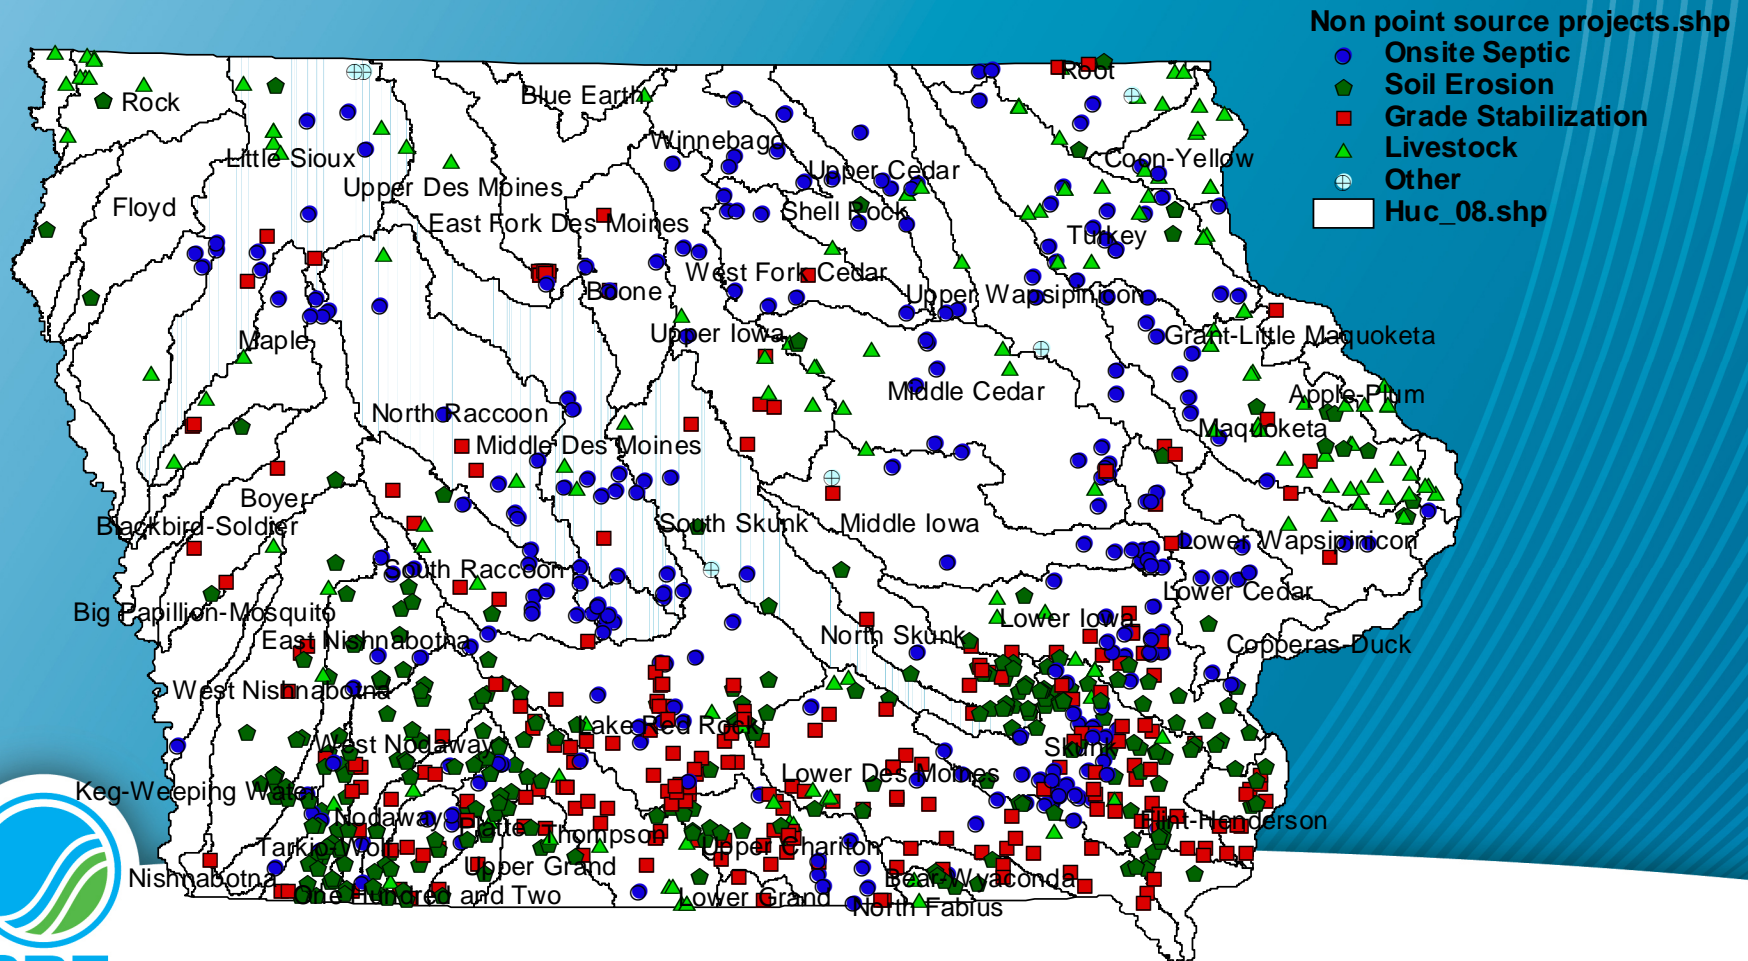 Non point source projects.shp
Onsite Septic
Soil Erosion
Grade Stabilization
Livestock
Other
Huc_08.shp
Root
Rock
Blue Earth
Winnebago
Little Sioux
Coon-Yellow
Upper Cedar
Upper Des Moines
Floyd
Shell Rock
East Fork Des Moines
Turkey
West Fork Cedar
Boone
Upper Wapsipinicon
Upper Iowa
Grant-Little Maquoketa
Maple
Middle Cedar
Apple-Plum
North Raccoon
Maquoketa
Middle Des Moines
Boyer
Blackbird-Soldier
South Skunk
Middle Iowa
Lower Wapsipinicon
South Raccoon
Lower Cedar
Big Papillion-Mosquito
Lower Iowa
East Nishnabotna
North Skunk
Copperas-Duck
West Nishnabotna
Lake Red Rock
West Nodaway
Skunk
Lower Des Moines
Keg-Weeping Water
Nodaway
Platte
Thompson
Flint-Henderson
Tarkio-Wolf
Upper Chariton
Upper Grand
Nishnabotna
Bear-Wyaconda
One Hundred and Two
Lower Grand
North Fabius